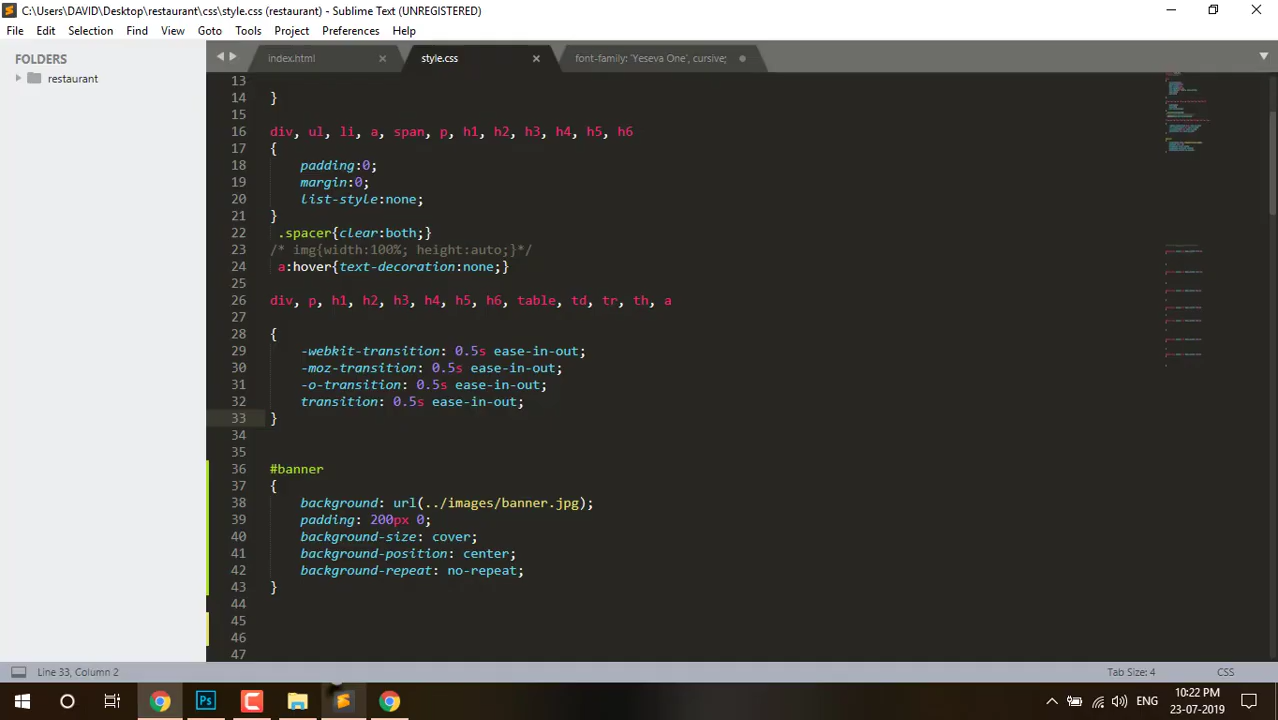 C:\Users\DAVID\Desktop\restaurant\css\style.css (restaurant) - Sublime Text (UNREGISTERED)
File Edit Selection Find View Goto Tools Project Preferences Help
FOLDERS
restaurant
index.html style.css font-family: 'Yeseva One', cursive;
13
14 }
15
16 div, ul, li, a, span, p, h1, h2, h3, h4, h5, h6
17 {
18 padding:0;
19 margin:0;
20 list-style:none;
21 }
22 .spacer{clear:both;}
23 /* img{width:100%; height:auto;}*/
24 a:hover{text-decoration:none;}
25
26 div, p, h1, h2, h3, h4, h5, h6, table, td, tr, th, a
27
28 {
29 -webkit-transition: 0.5s ease-in-out;
30 -moz-transition: 0.5s ease-in-out;
31 -o-transition: 0.5s ease-in-out;
32 transition: 0.5s ease-in-out;
33 }
34
35
36 #banner
37 {
38 background: url(../images/banner.jpg);
39 padding: 200px 0;
40 background-size: cover;
41 background-position: center;
42 background-repeat: no-repeat;
43 }
44
45
46
47
Line 33, Column 2 Tab Size: 4 CSS
Ps
ENG
10:22 PM
23-07-2019